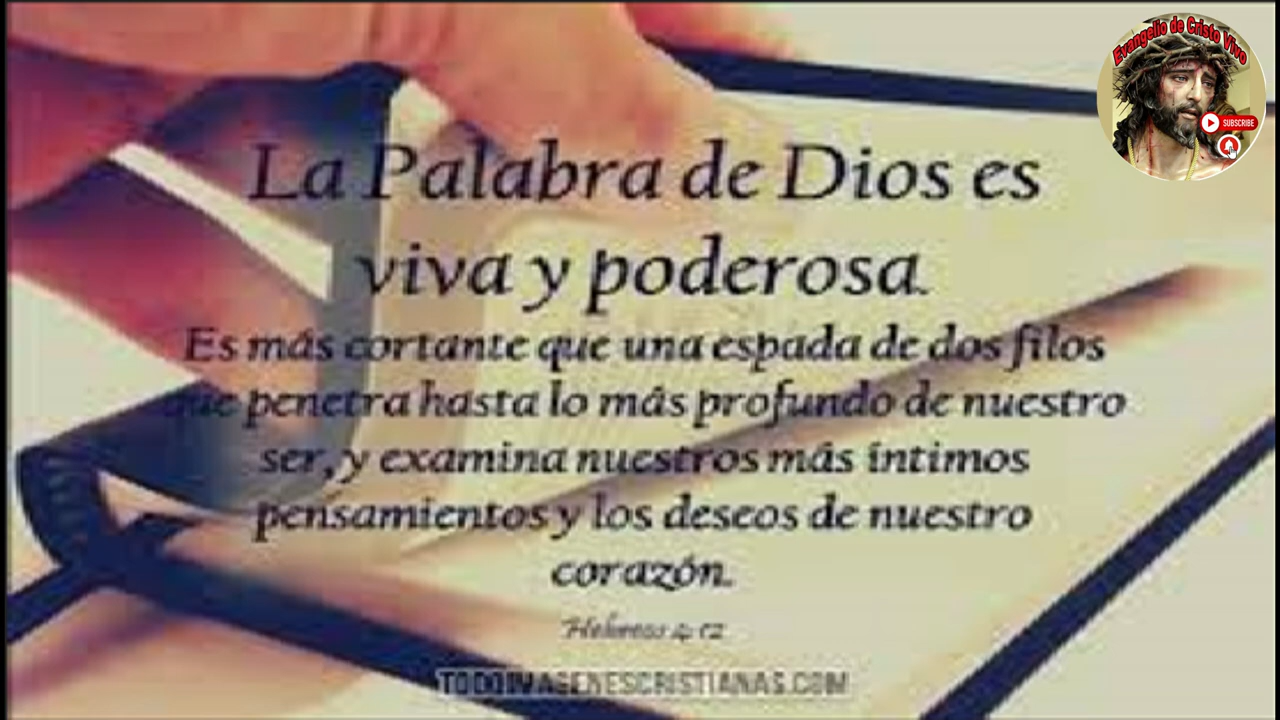 Evangelio de Cristo Vivo
SUBSCRIBE
La Palabra de Dios es
viva y poderosa.
Es más cortante que una espada de dos filos
que penetra hasta lo más profundo de nuestro
ser, y examina nuestros más íntimos
pensamientos y los deseos de nuestro
corazón.
Hebreos 4:12
TODOIMAGENESCRISTIANAS.COM